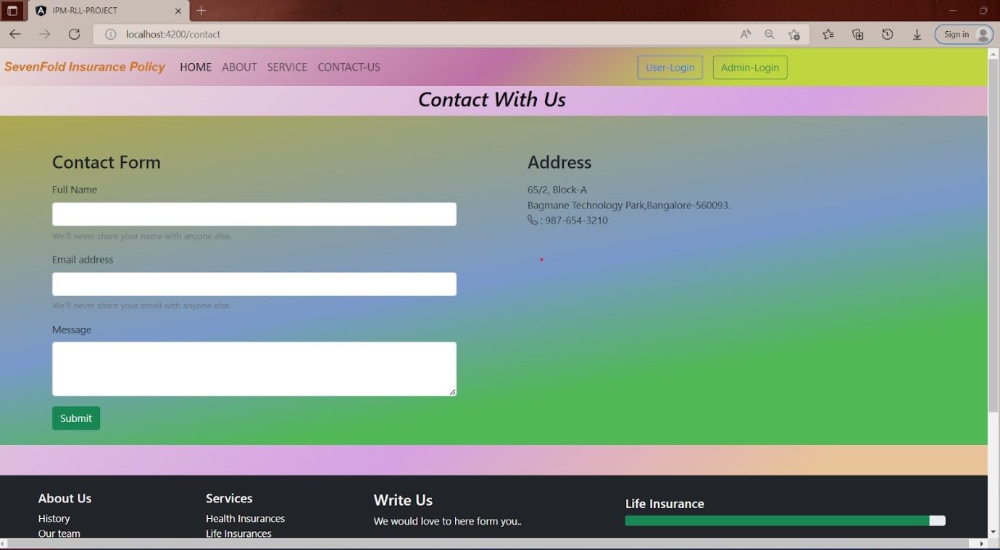 IPM-RLL-PROJECT
localhost:4200/contact
Sign in
SevenFold Insurance Policy HOME ABOUT SERVICE CONTACT-US User-Login Admin-Login
Contact With Us
Contact Form
Full Name
We'll never share your name with anyone else.
Email address
We'll never share your email with anyone else.
Message
Submit
Address
65/2, Block-A
Bagmane Technology Park,Bangalore-560093.
: 987-654-3210
About Us
History
Our team
Services
Health Insurances
Life Insurances
Write Us
We would love to here form you..
Life Insurance